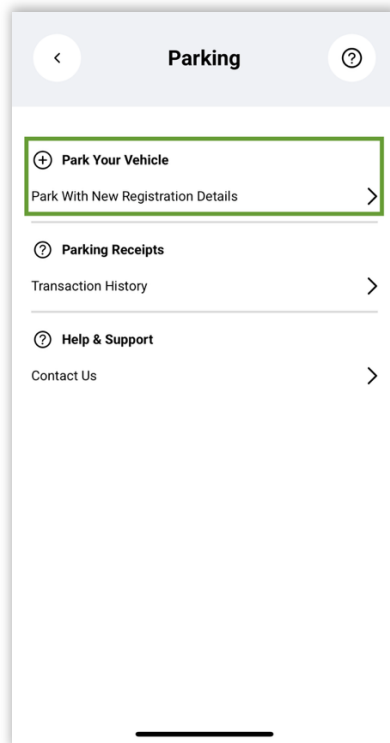 Parking
Park Your Vehicle
Park With New Registration Details
Parking Receipts
Transaction History
Help & Support
Contact Us